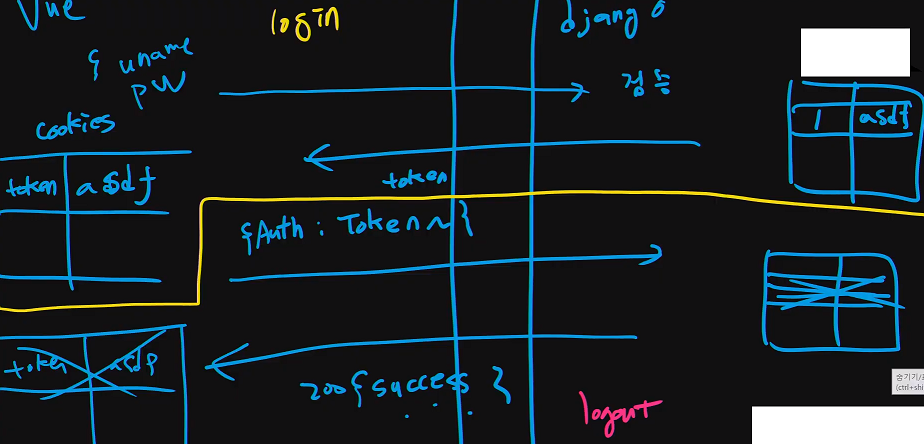 Vue
login
django
{ uname
PW
검증
cookies
1 asdf
token asdf
token
{Auth : Token ~}
token asdf
200 { success }
logout
숨기기/표
(ctrl+shi